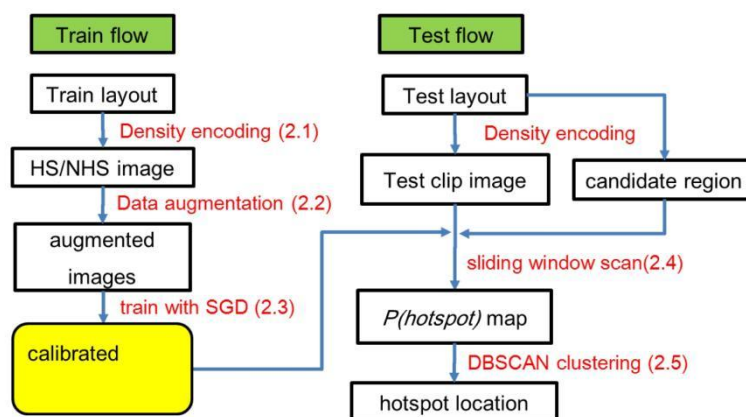 Train flow
Train layout
Density encoding (2.1)
HS/NHS image
Data augmentation (2.2)
augmented
images
train with SGD (2.3)
calibrated
Test flow
Test layout
Density encoding
Test clip image
candidate region
sliding window scan(2.4)
P(hotspot) map
DBSCAN clustering (2.5)
hotspot location